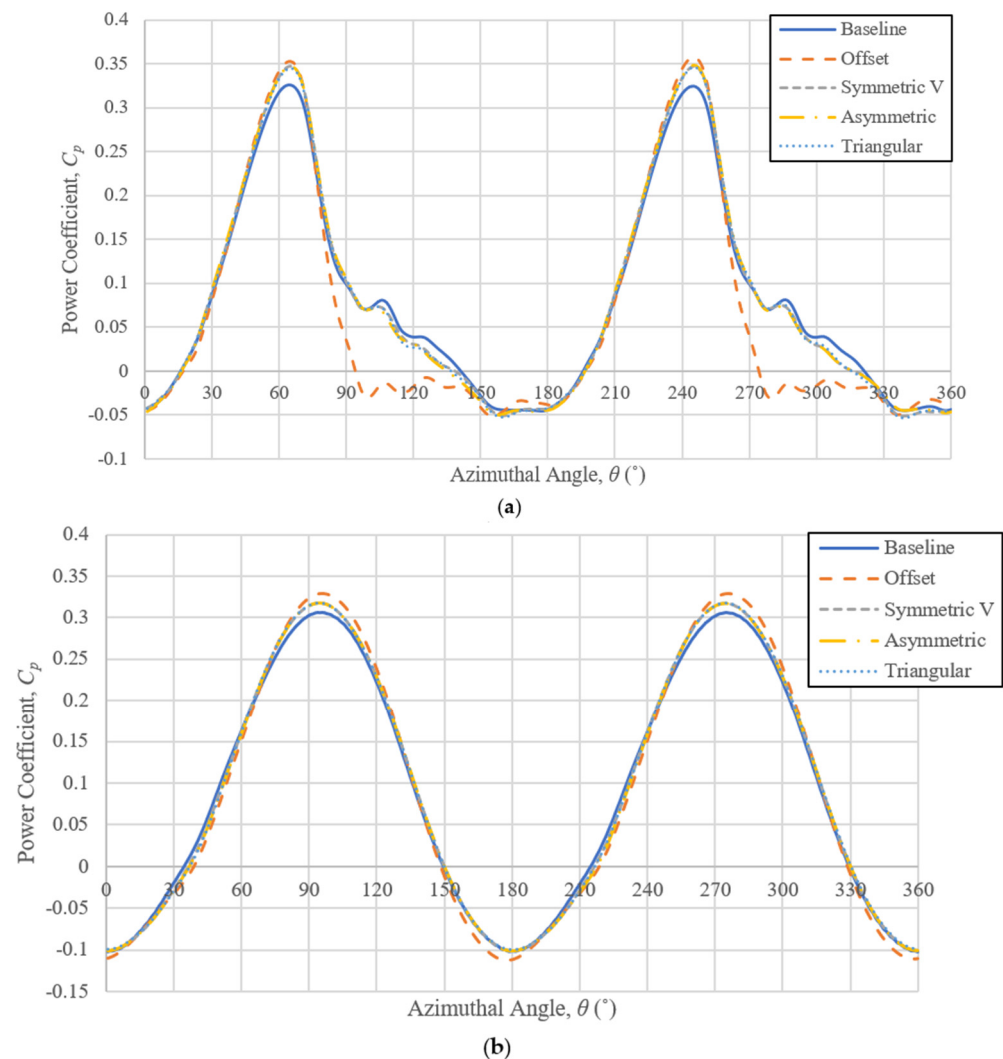 0.4
0.35
0.3
0.25
0.2
0.15
0.1
0.05
0
-0.05
-0.1
Power Coefficient, Cp
0 30 60 90 120 150 180 210 240 270 300 330 360
Azimuthal Angle, θ (˚)
Baseline
Offset
Symmetric V
Asymmetric
Triangular
(a)
0.4
0.35
0.3
0.25
0.2
0.15
0.1
0.05
0
-0.05
-0.1
-0.15
Power Coefficient, Cp
0 30 60 90 120 150 180 210 240 270 300 330 360
Azimuthal Angle, θ (˚)
Baseline
Offset
Symmetric V
Asymmetric
Triangular
(b)